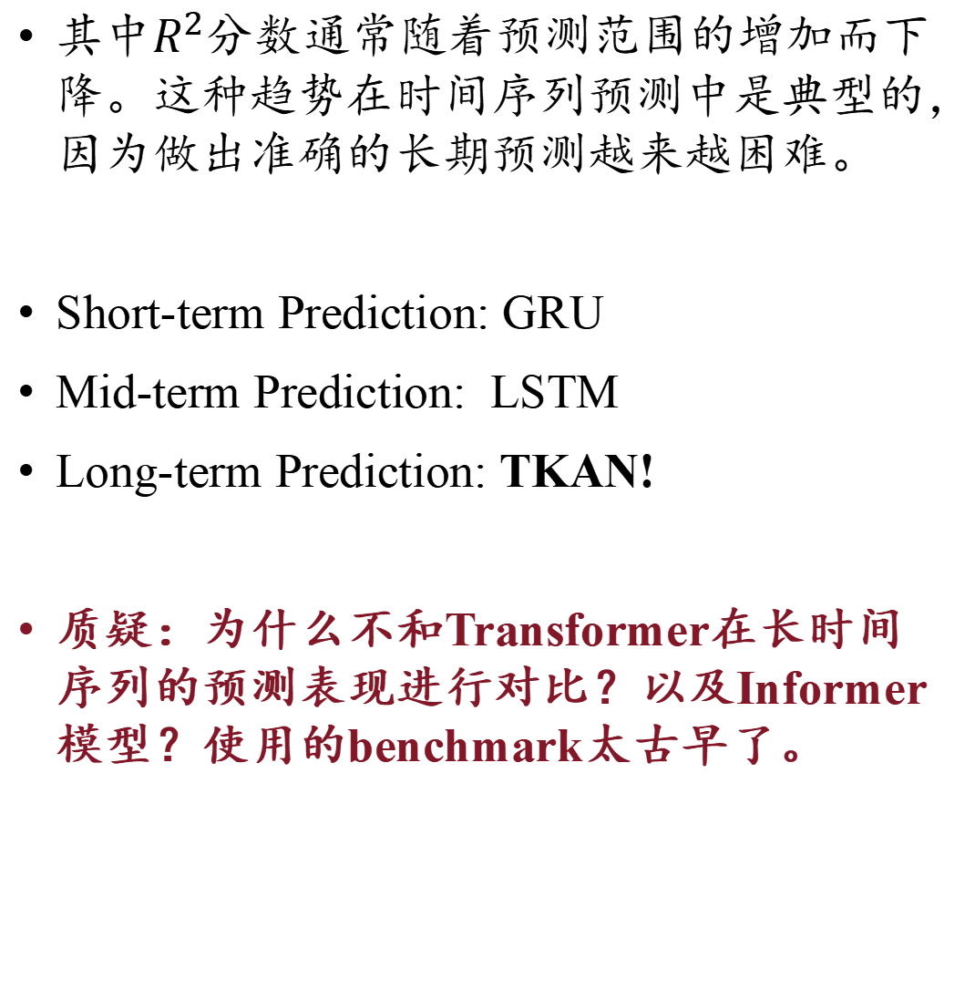 • 其中R²分数通常随着预测范围的增加而下
降。这种趋势在时间序列预测中是典型的，
因为做出准确的长期预测越来越困难。
• Short-term Prediction: GRU
• Mid-term Prediction:  LSTM
• Long-term Prediction: TKAN!
• 质疑：为什么不和Transformer在长时间
序列的预测表现进行对比？以及Informer
模型？使用的benchmark太古早了。